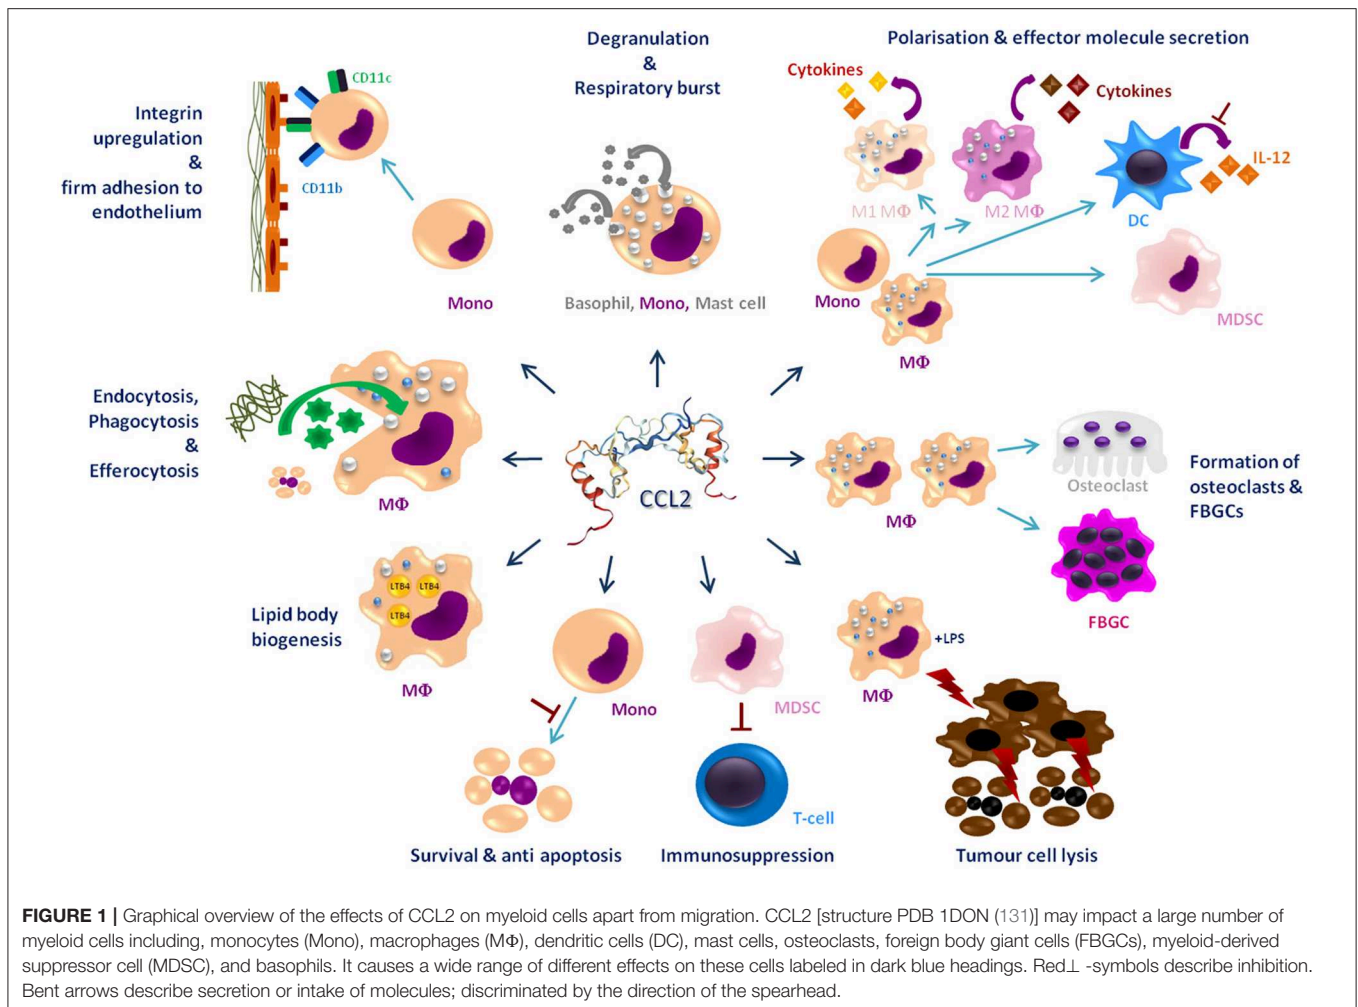 Degranulation
&
Respiratory burst
Polarisation & effector molecule secretion
Integrin
upregulation
&
firm adhesion to
endothelium
CD11c
CD11b
Mono
Basophil, Mono, Mast cell
Cytokines
Cytokines
M1 MΦ
M2 MΦ
IL-12
DC
Mono
MΦ
MDSC
Endocytosis,
Phagocytosis
&
Efferocytosis
MΦ
CCL2
MΦ
Osteoclast
FBGC
Formation of
osteoclasts &
FBGCs
Lipid body
biogenesis
LTB4
LTB4
LTB4
MΦ
Mono
Survival & anti apoptosis
MDSC
T-cell
Immunosuppression
+LPS
MΦ
Tumour cell lysis
FIGURE 1 | Graphical overview of the effects of CCL2 on myeloid cells apart from migration. CCL2 [structure PDB 1DON (131)] may impact a large number of
myeloid cells including, monocytes (Mono), macrophages (MΦ), dendritic cells (DC), mast cells, osteoclasts, foreign body giant cells (FBGCs), myeloid-derived
suppressor cell (MDSC), and basophils. It causes a wide range of different effects on these cells labeled in dark blue headings. Red⊥ -symbols describe inhibition.
Bent arrows describe secretion or intake of molecules; discriminated by the direction of the spearhead.